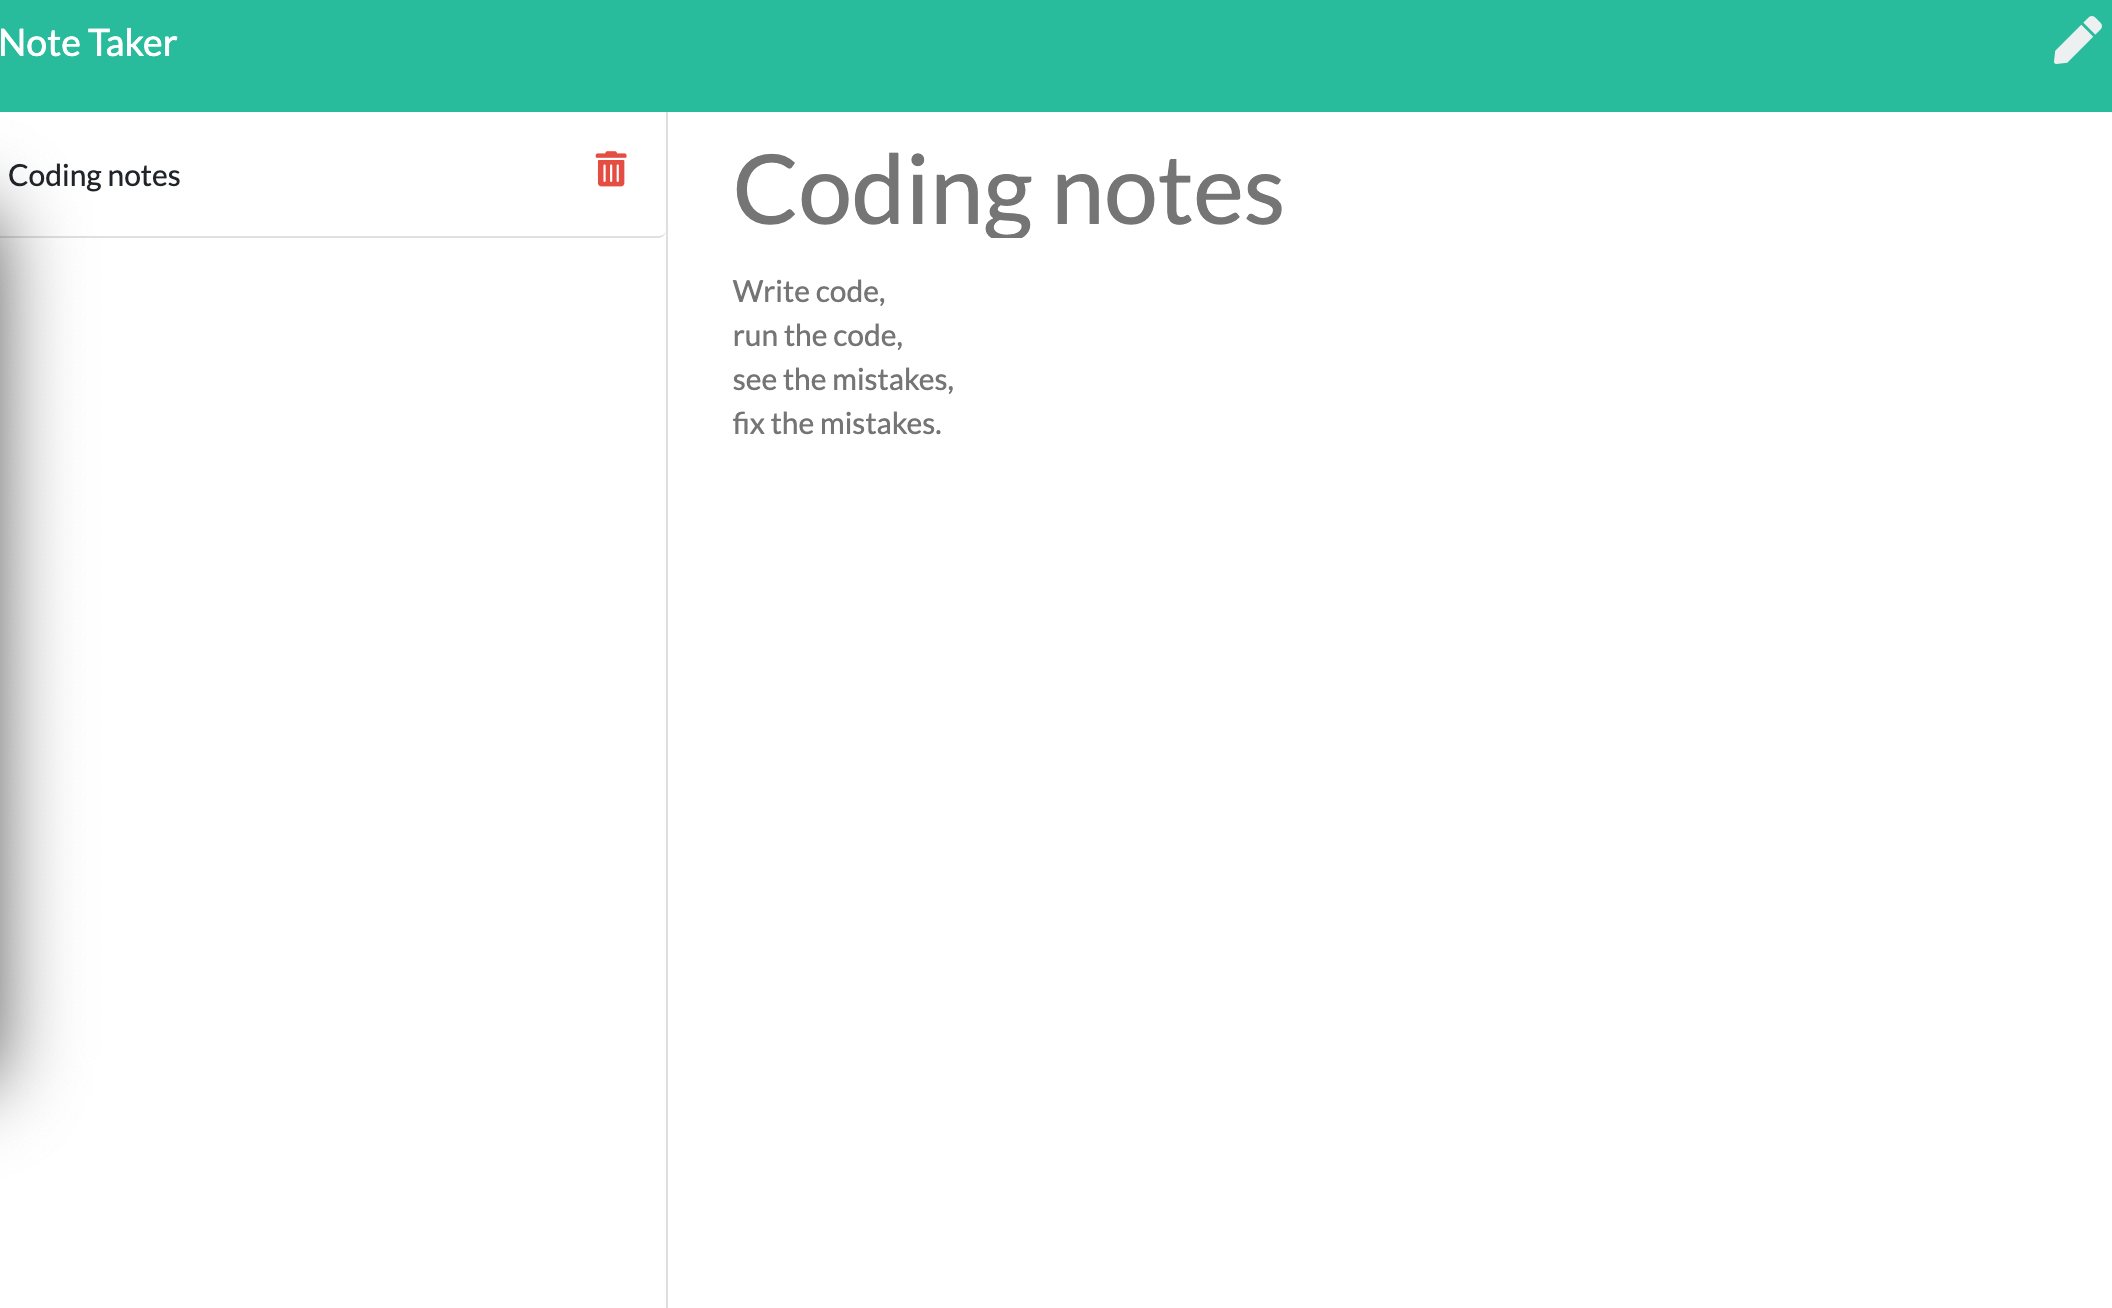 Note Taker
Coding notes
Coding notes
Write code,
run the code,
see the mistakes,
fix the mistakes.